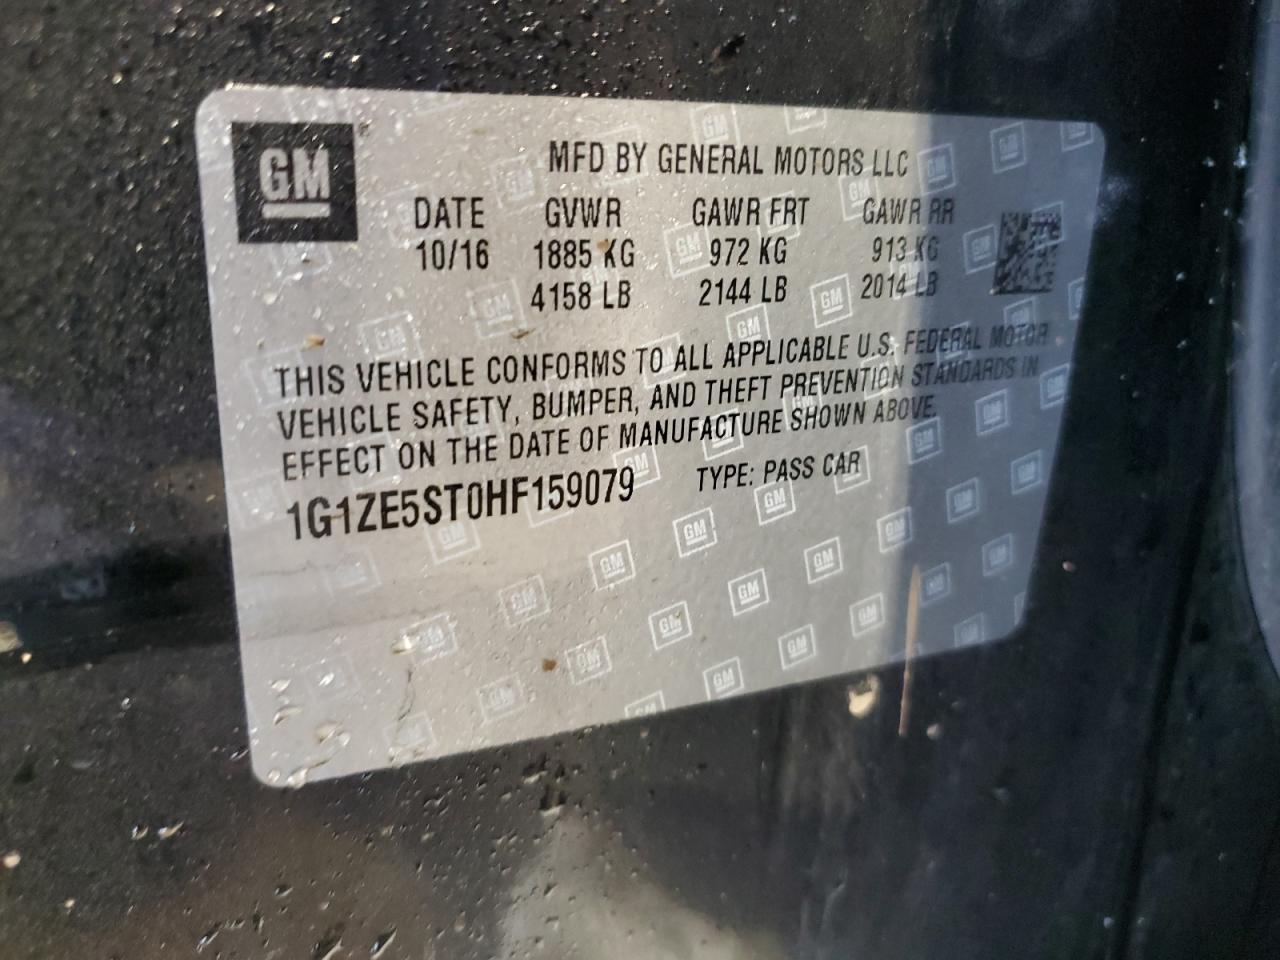 GM
MFD BY GENERAL MOTORS LLC
DATE GVWR GAWR FRT GAWR RR
10/16 1885 KG 972 KG 913 KG
4158 LB 2144 LB 2014 LB
THIS VEHICLE CONFORMS TO ALL APPLICABLE U.S. FEDERAL MOTOR
VEHICLE SAFETY, BUMPER, AND THEFT PREVENTION STANDARDS IN
EFFECT ON THE DATE OF MANUFACTURE SHOWN ABOVE.
1G1ZE5ST0HF159079 TYPE: PASS CAR